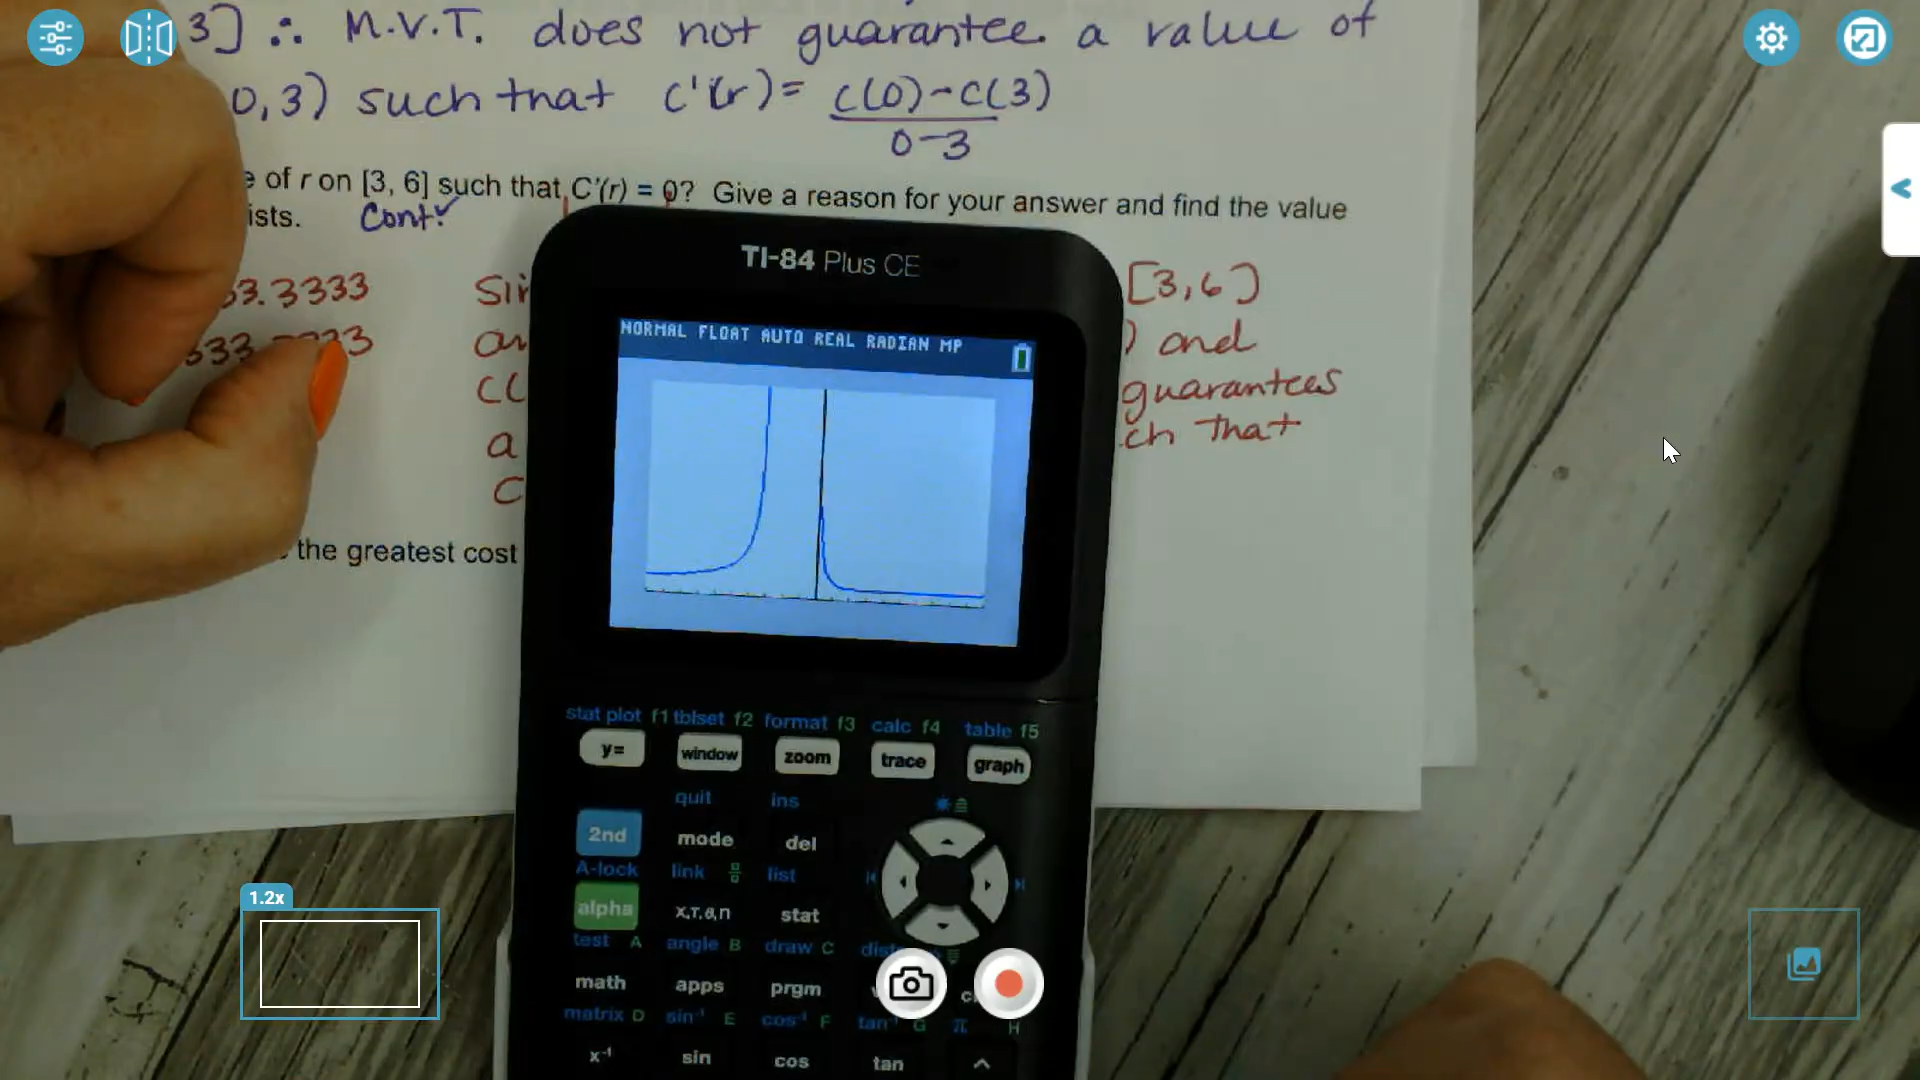 3] ∴ M.V.T. does not guarantee a value of
0,3) such that c'(r) = c(0)-c(3)
0-3
of r on [3, 6] such that C'(r) = 0? Give a reason for your answer and find the value
ists. Cont. ✓
3.3333 [3,6]
) and
guarantees
a ch that
the greatest cost
TI-84 Plus CE
NORMAL FLOAT AUTO REAL RADIAN MP
stat plot f1 tblset f2 format f3 calc f4 table f5
y= window zoom trace graph
quit ins
2nd mode del
A-lock link list
alpha X,T,θ,n stat
test A angle B draw C
math apps prgm
matrix D sin⁻¹ E cos⁻¹ F tan⁻¹ G π H
x⁻¹ sin cos tan ^
1.2x